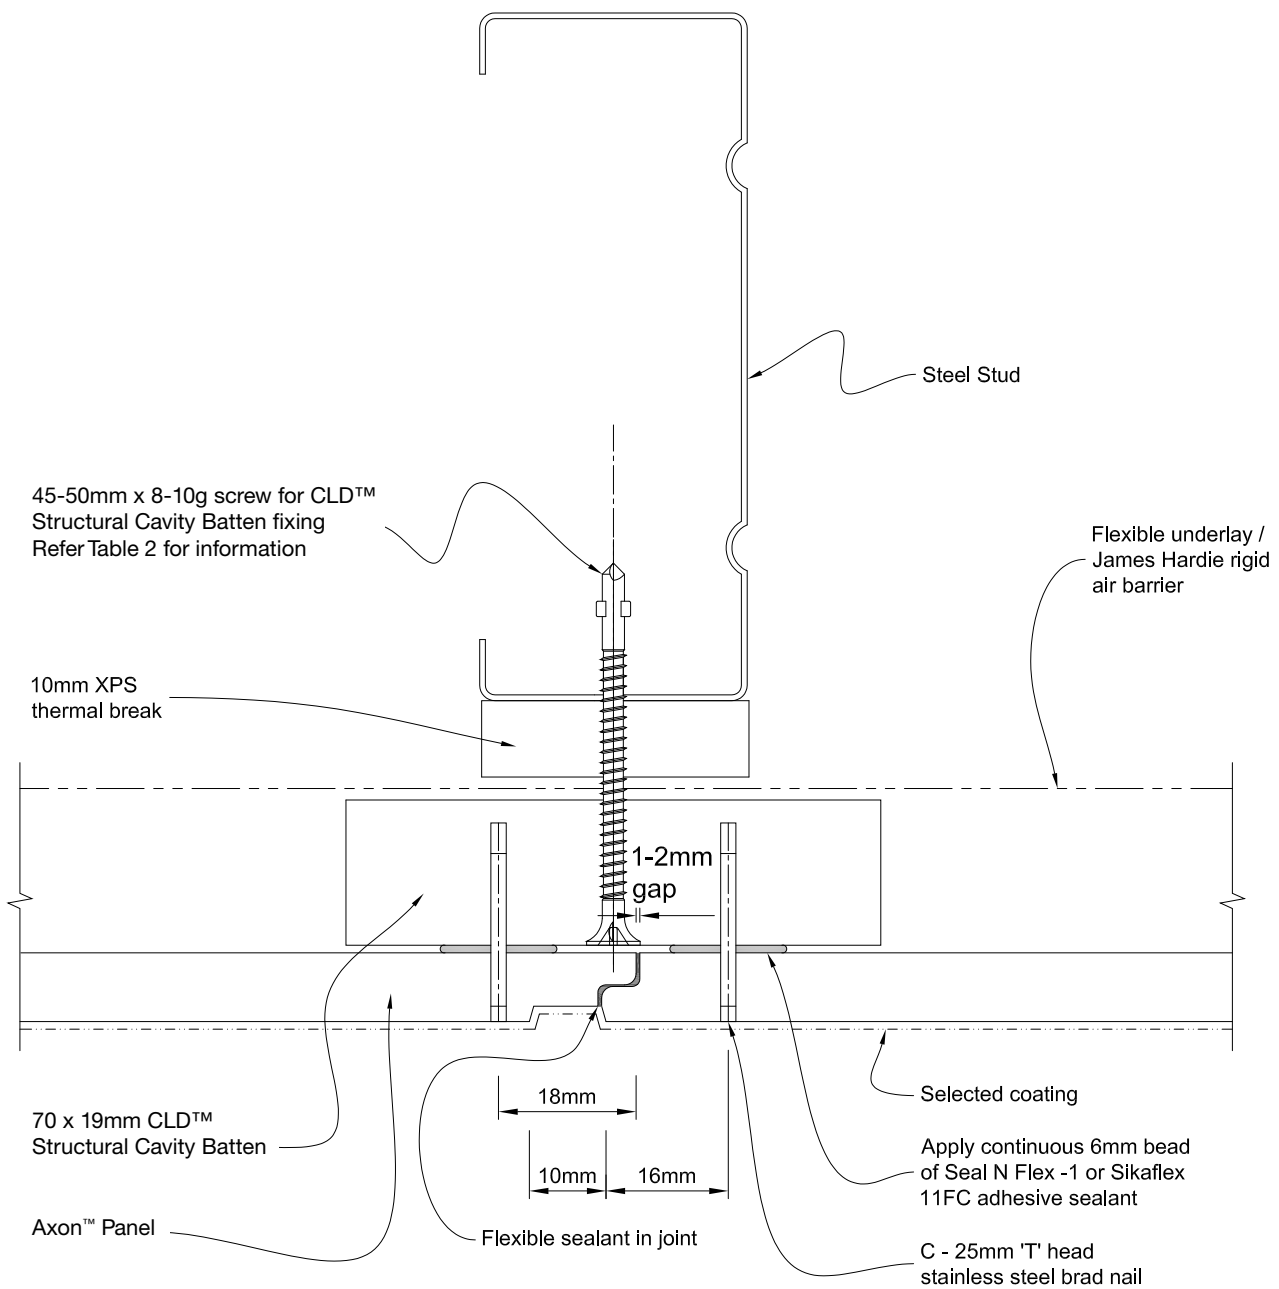 Steel Stud
45-50mm x 8-10g screw for CLD™
Structural Cavity Batten fixing
Refer Table 2 for information
Flexible underlay /
James Hardie rigid
air barrier
10mm XPS
thermal break
1-2mm
gap
18mm
10mm
16mm
70 x 19mm CLD™
Structural Cavity Batten
Axon™ Panel
Flexible sealant in joint
Selected coating
Apply continuous 6mm bead
of Seal N Flex -1 or Sikaflex
11FC adhesive sealant
C - 25mm 'T' head
stainless steel brad nail